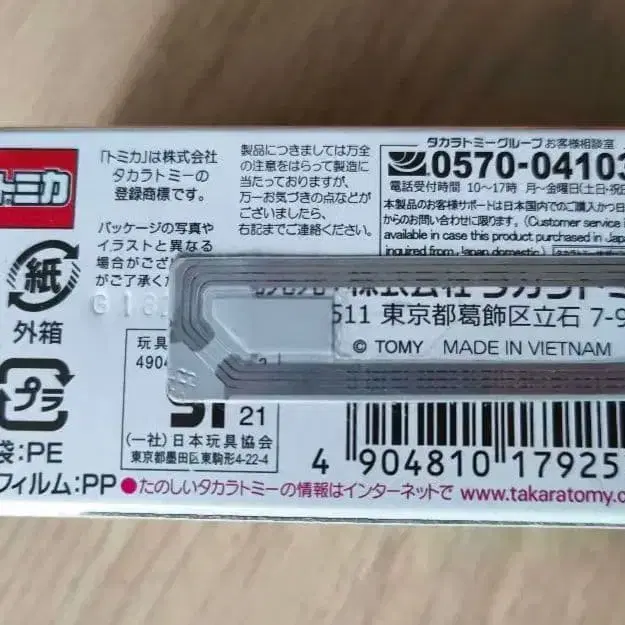 トミカ
「トミカ」は株式会社
タカラトミーの
登録商標です。
パッケージの写真や
イラストと異なる
場合がござ
がご了承くだ
製品につきましては万全
の注意をはらって製造に
当たっておりますが、
万一お気づきの点などが
ございましたら、
右記までご連絡ください。
タカラトミーグループ お客様相談室
0570-04103
電話受付時間 10〜17時 月〜金曜日(土・日・祝日
本製品のお客様サポートは日本国内でのご購入かつ日
からのお問い合わせに限ります。(Customer service i
available in case this product purchased in Japa
inquired from Japan domestic.)
紙
外箱
プラ
袋:PE
フィルム:PP
株式会社 タカラトミ
511 東京都葛飾区立石 7-9
© TOMY MADE IN VIETNAM
玩具
490
ST 21
(一社)日本玩具協会
東京都墨田区東駒形4-22-4
4 904810 17925
●たのしいタカラトミーの情報はインターネットで www.takaratomy.c